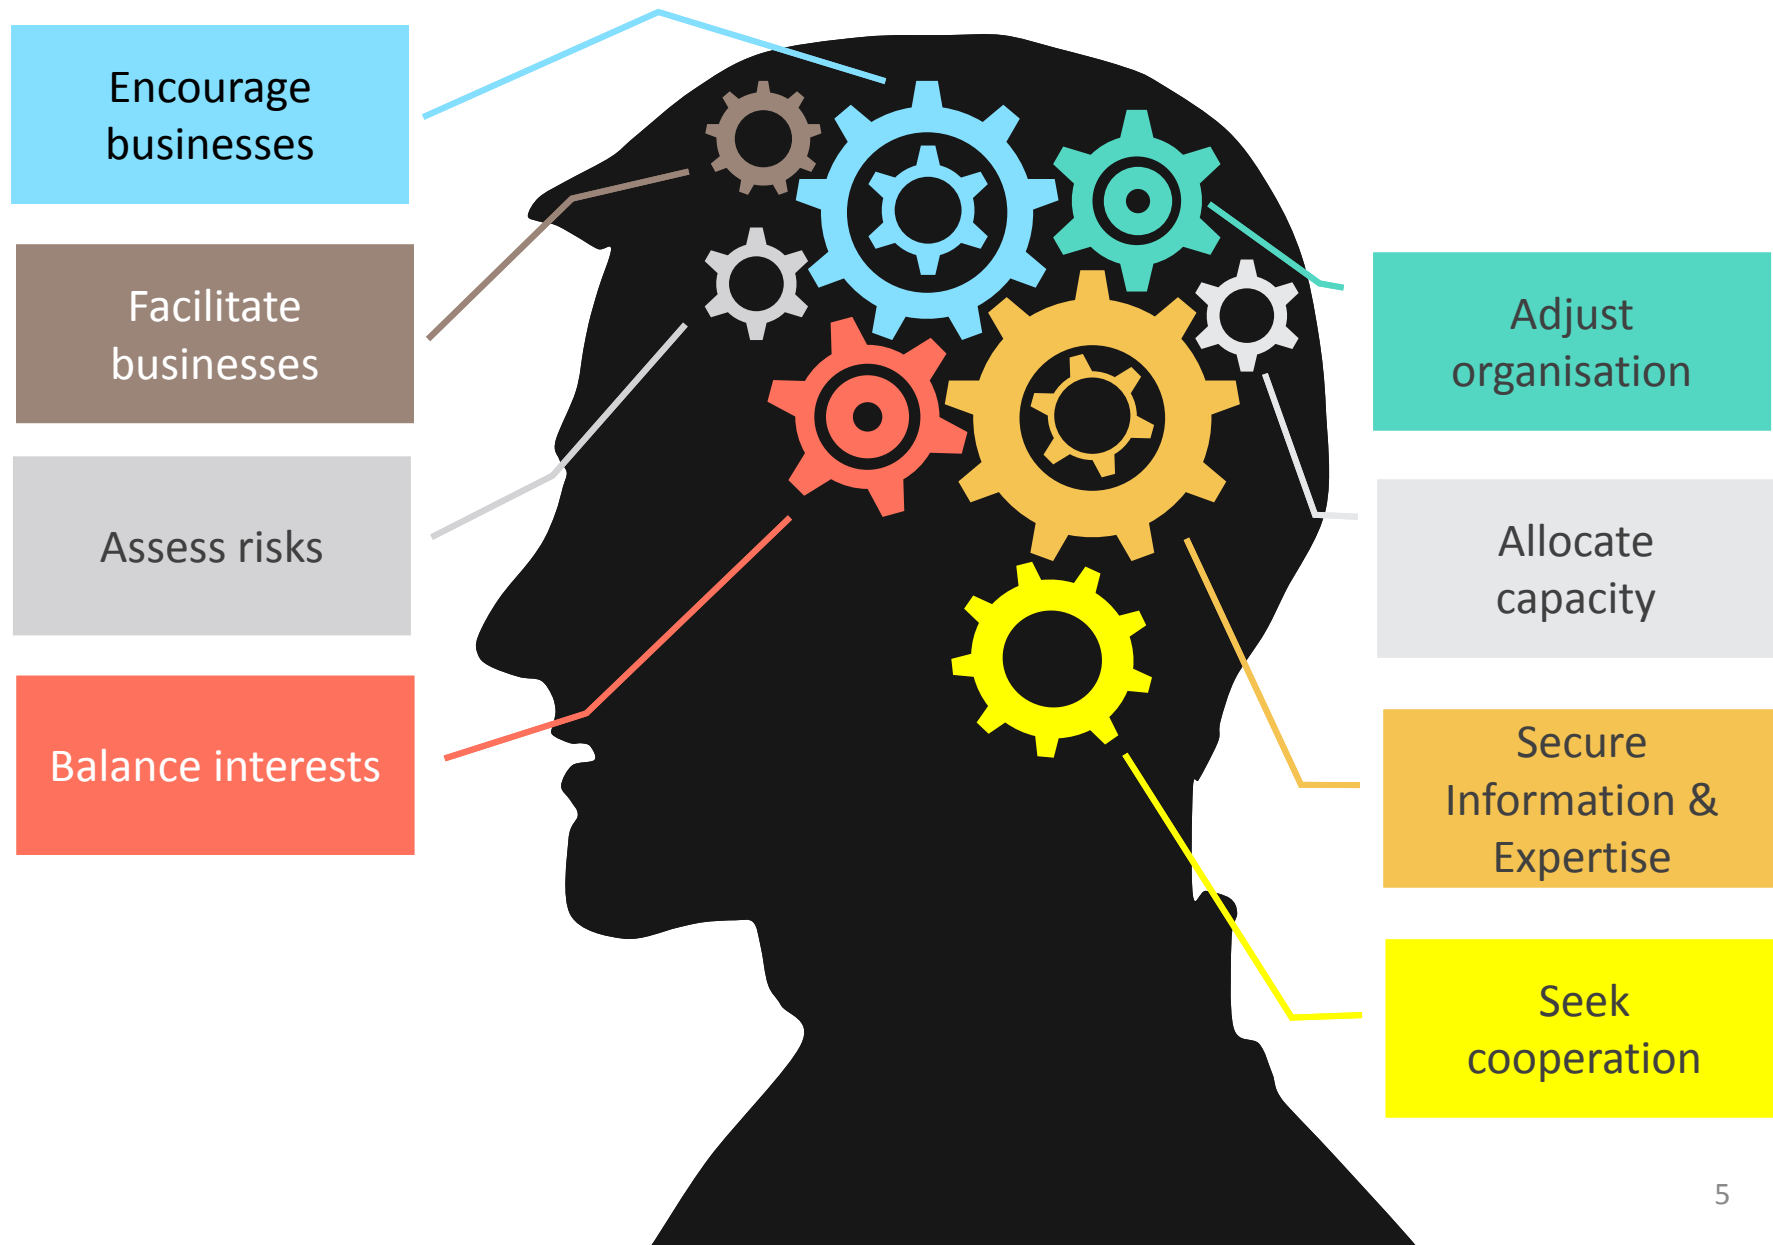 Encourage
businesses
Facilitate
businesses
Assess risks
Balance interests
Adjust
organisation
Allocate
capacity
Secure
Information &
Expertise
Seek
cooperation
5